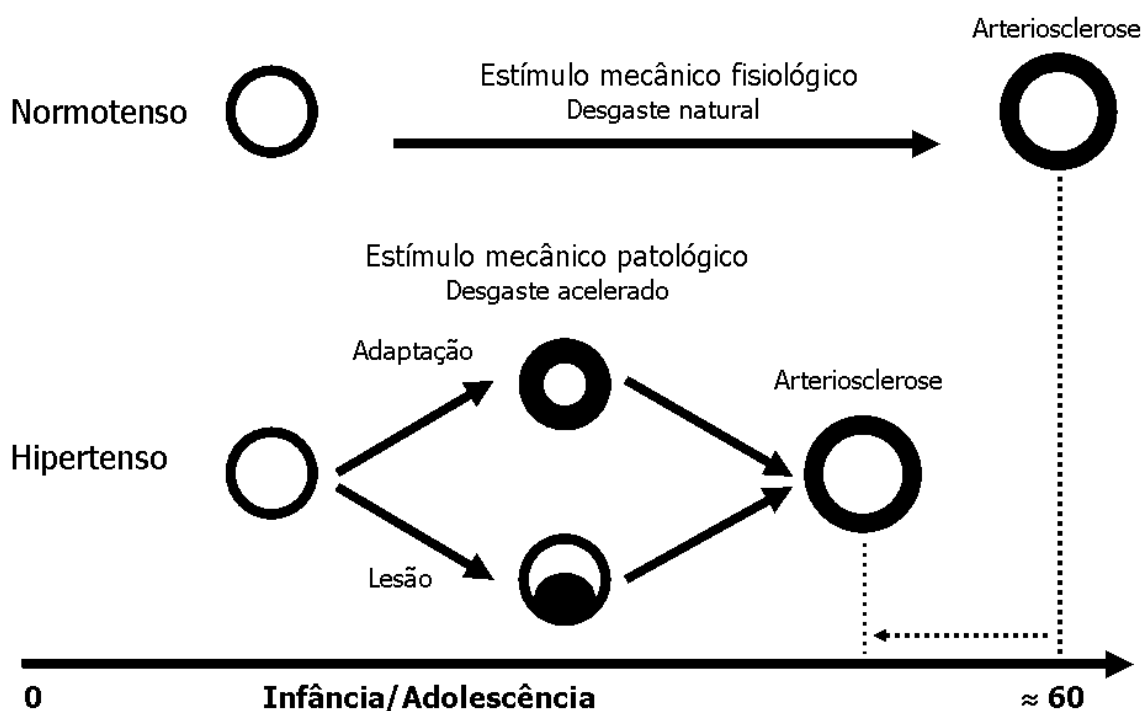 Arteriosclerose
Estímulo mecânico fisiológico
Normotenso
Desgaste natural
Estímulo mecânico patológico
Desgaste acelerado
Adaptação
Arteriosclerose
Hipertenso
Lesão
0 Infância/Adolescência ≈ 60